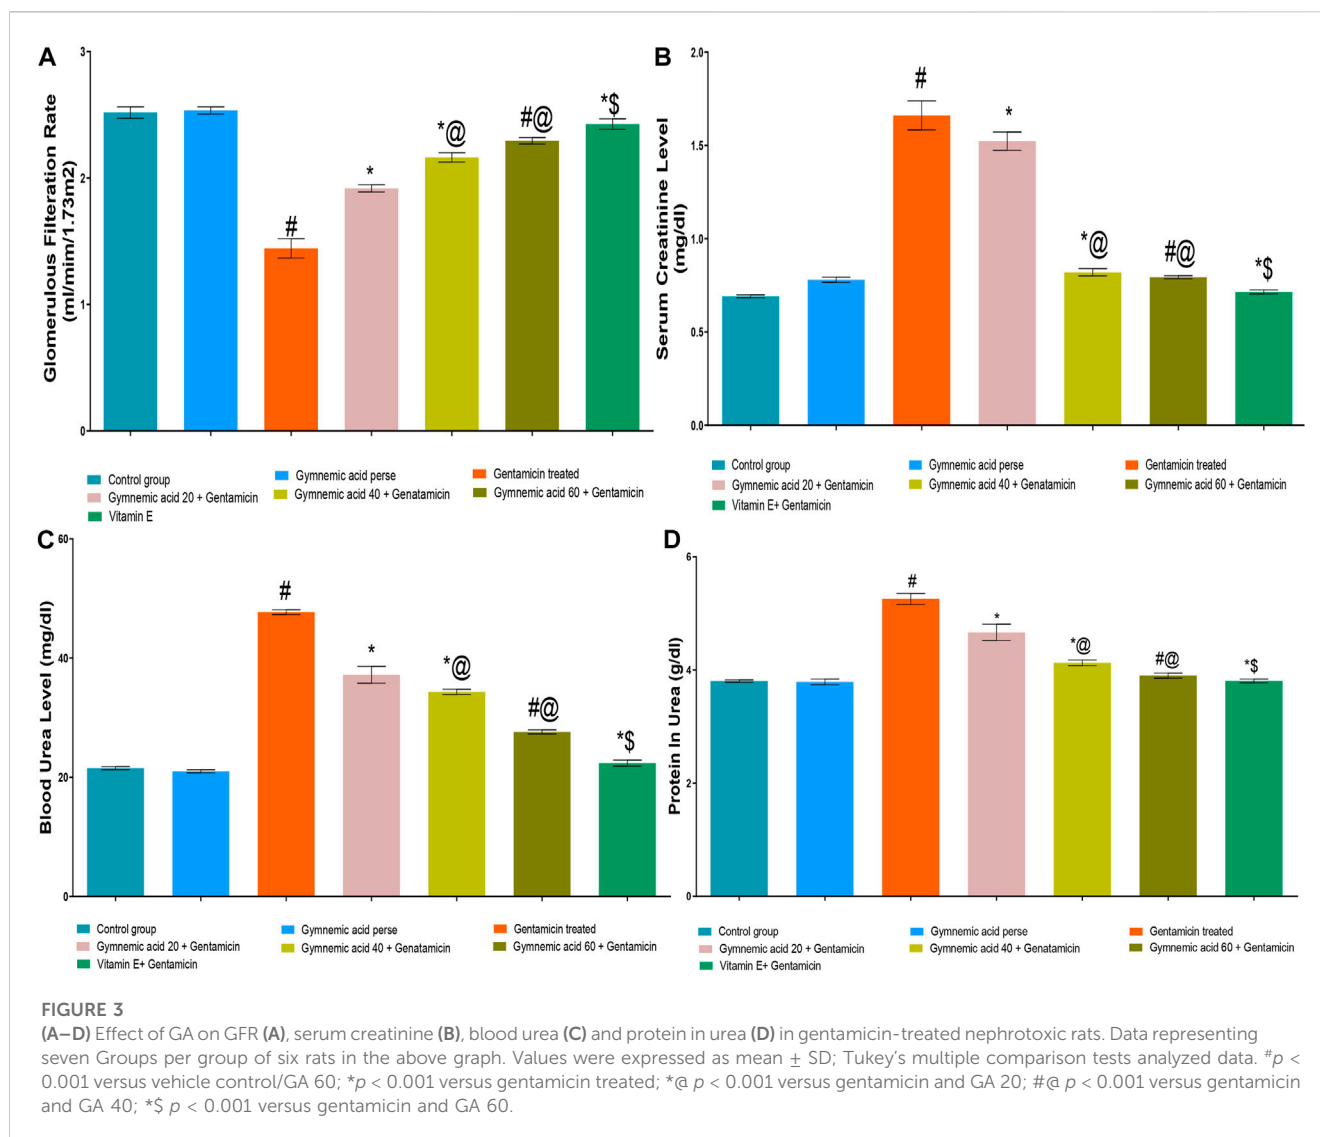 A
Glomerulous Filteration Rate
(ml/mim/1.73m2)
3
2
1
0
#
*
*@
#@
*$
Control group
Gymnemic acid perse
Gentamicin treated
Gymnemic acid 20 + Gentamicin
Gymnemic acid 40 + Genatamicin
Gymnemic acid 60 + Gentamicin
Vitamin E
B
Serum Creatinine Level
(mg/dl)
2.0
1.5
1.0
0.5
0.0
#
*
*@
#@
*$
Control group
Gymnemic acid perse
Gentamicin treated
Gymnemic acid 20 + Gentamicin
Gymnemic acid 40 + Genatamicin
Gymnemic acid 60 + Gentamicin
Vitamin E+ Gentamicin
C
Blood Urea Level (mg/dl)
60
40
20
0
#
*
*@
#@
*$
Control group
Gymnemic acid perse
Gentamicin treated
Gymnemic acid 20 + Gentamicin
Gymnemic acid 40 + Genatamicin
Gymnemic acid 60 + Gentamicin
Vitamin E+ Gentamicin
D
Protein In Urea (g/dl)
6
4
2
0
#
*
*@
#@
*$
Control group
Gymnemic acid perse
Gentamicin treated
Gymnemic acid 20 + Gentamicin
Gymnemic acid 40 + Genatamicin
Gymnemic acid 60 + Gentamicin
Vitamin E+ Gentamicin
FIGURE 3
(A–D) Effect of GA on GFR (A), serum creatinine (B), blood urea (C) and protein in urea (D) in gentamicin-treated nephrotoxic rats. Data representing
seven Groups per group of six rats in the above graph. Values were expressed as mean ± SD; Tukey's multiple comparison tests analyzed data. #p <
0.001 versus vehicle control/GA 60; *p < 0.001 versus gentamicin treated; *@ p < 0.001 versus gentamicin and GA 20; #@ p < 0.001 versus gentamicin
and GA 40; *$ p < 0.001 versus gentamicin and GA 60.